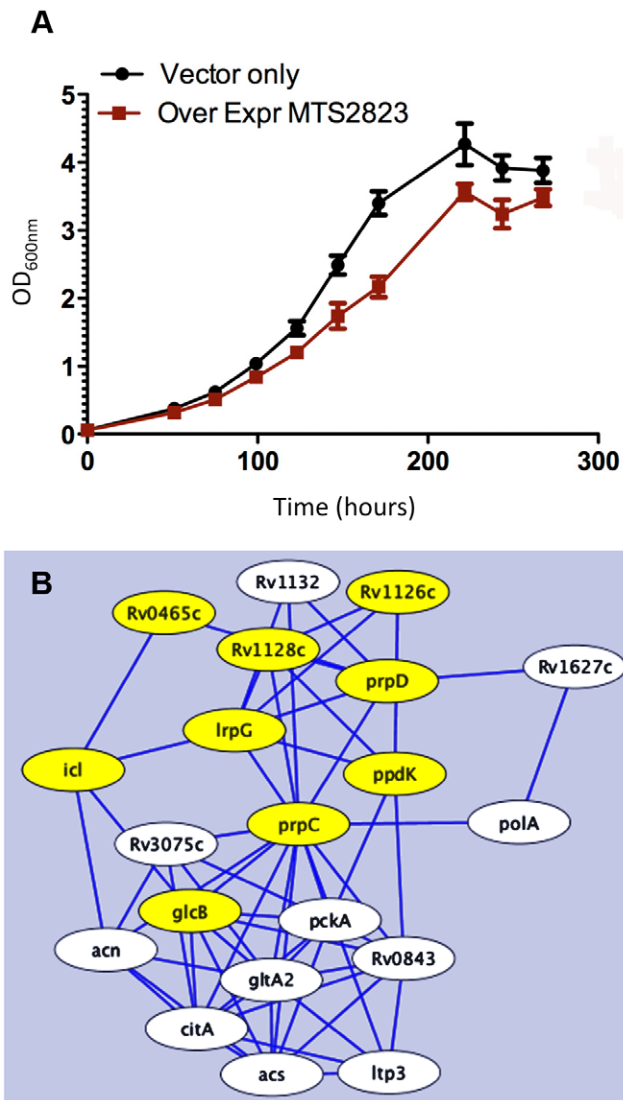 A
Vector only
Over Expr MTS2823
5
4
3
2
1
0
OD600nm
0 100 200 300
Time (hours)
B
Rv1132
Rv1126c
Rv0465c
Rv1128c
prpD
Rv1627c
lrpG
icl
ppdK
prpC
polA
Rv3075c
glcB
pckA
acn
Rv0843
gltA2
citA
acs
ltp3